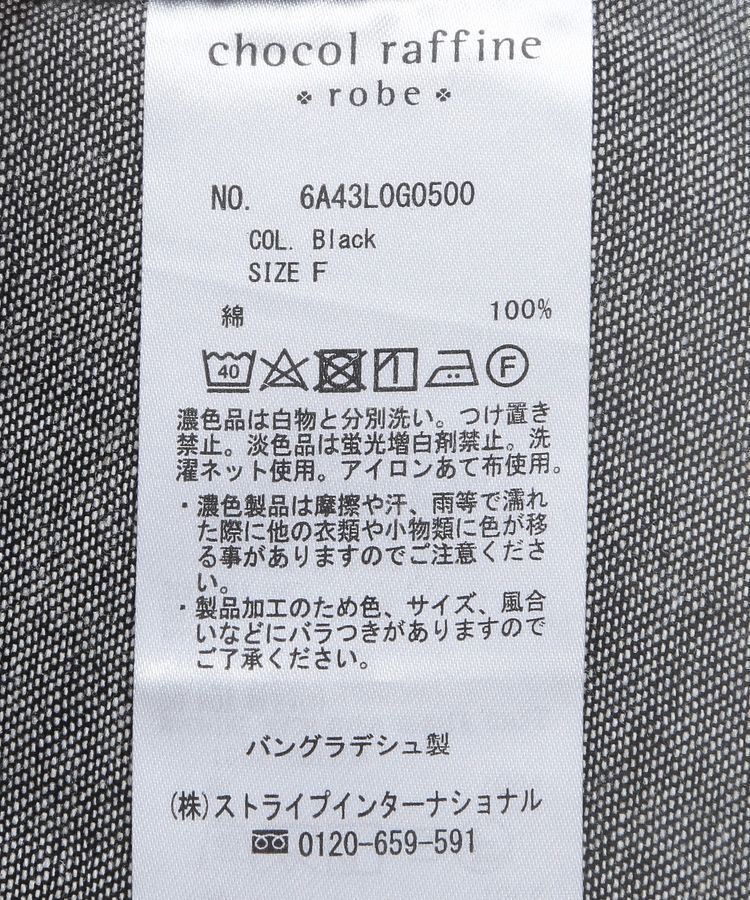 chocol raffine
robe
NO. 6A43L0G0500
COL. Black
SIZE F
綿 100%
40 F
濃色品は白物と分別洗い。つけ置き
禁止。淡色品は蛍光増白剤禁止。洗
濯ネット使用。アイロンあて布使用。
・濃色製品は摩擦や汗、雨等で濡れ
た際に他の衣類や小物類に色が移
る事がありますのでご注意くださ
い。
・製品加工のため色、サイズ、風合
いなどにバラつきがありますので
ご了承ください。
バングラデシュ製
(株)ストライプインターナショナル
0120-659-591